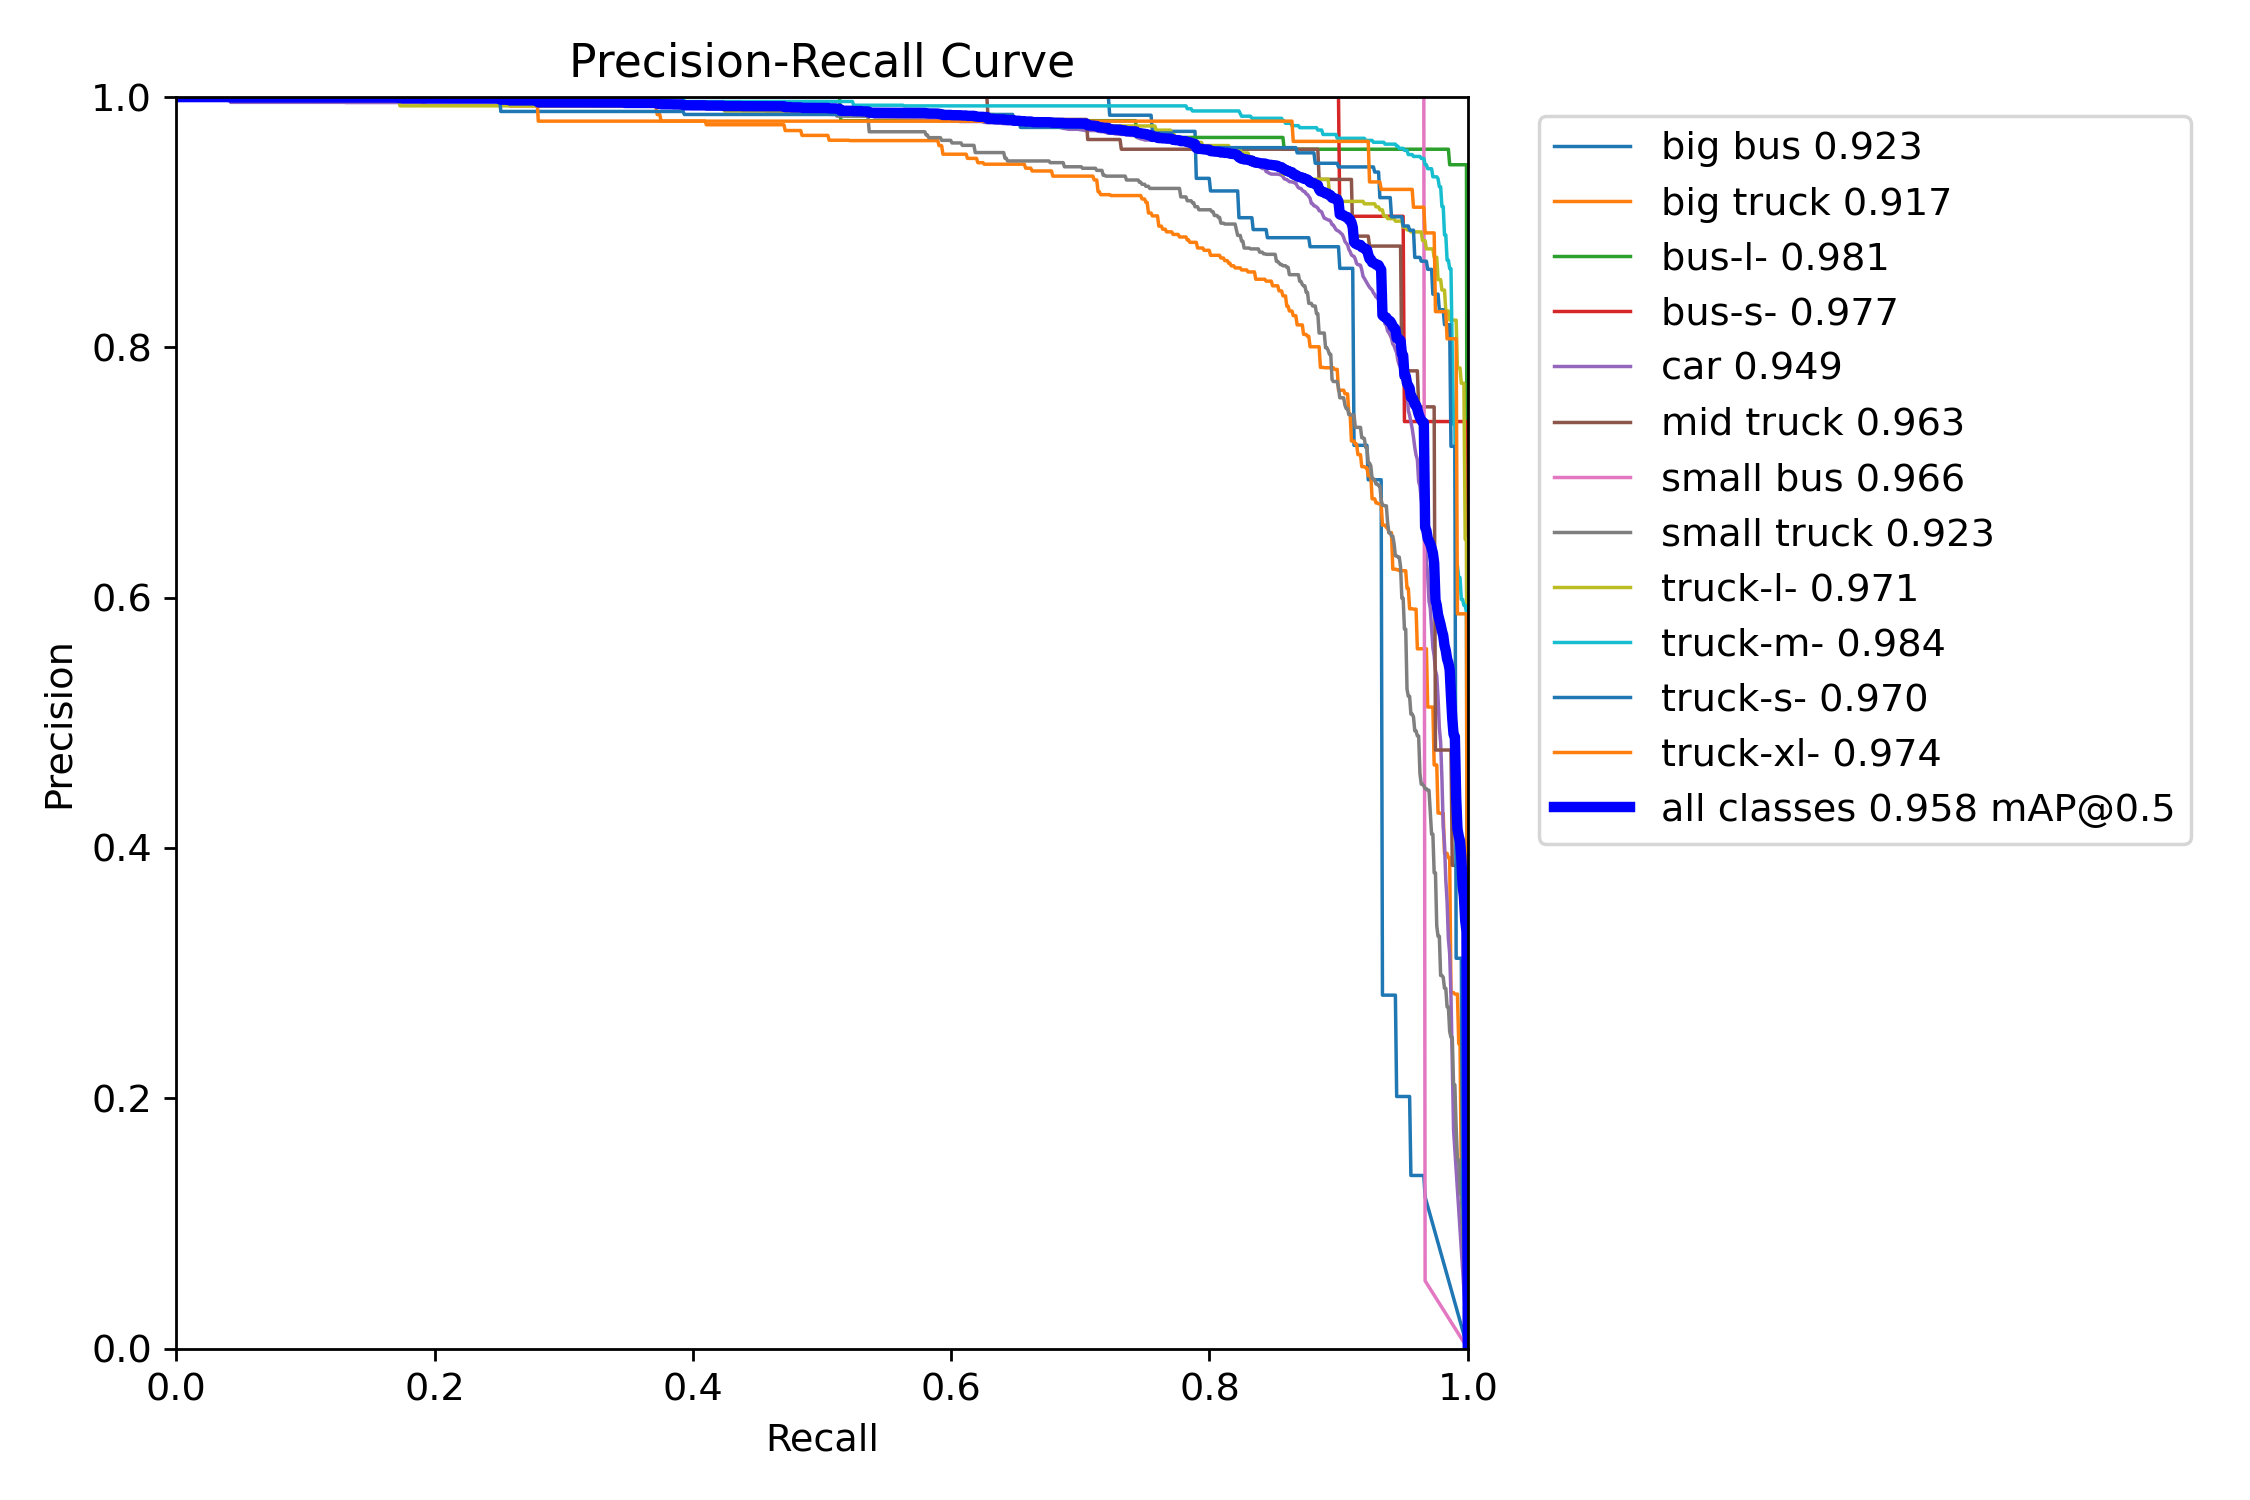 Precision-Recall Curve
1.0
0.8
0.6
0.4
0.2
0.0
Precision
0.0 0.2 0.4 0.6 0.8 1.0
Recall
big bus 0.923
big truck 0.917
bus-l- 0.981
bus-s- 0.977
car 0.949
mid truck 0.963
small bus 0.966
small truck 0.923
truck-l- 0.971
truck-m- 0.984
truck-s- 0.970
truck-xl- 0.974
all classes 0.958 mAP@0.5